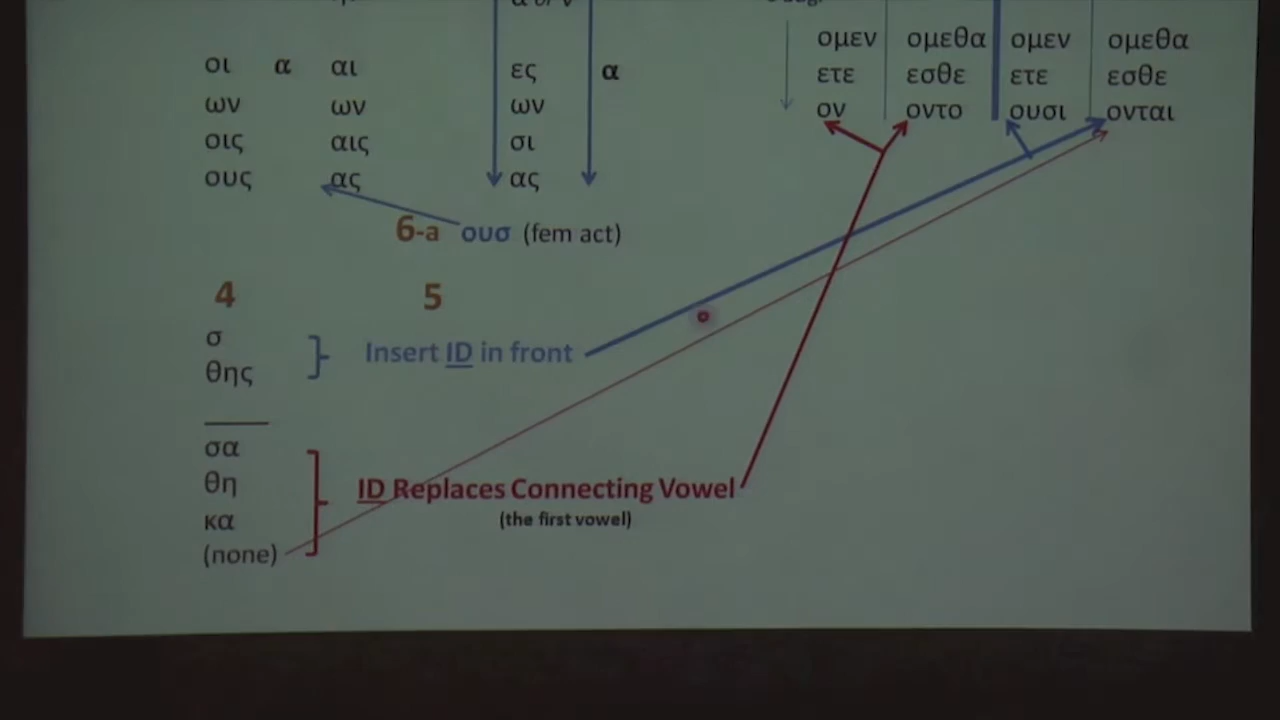 ομεν ομεθα ομεν ομεθα
οι α αι ες α ετε εσθε ετε εσθε
ων ων ων ον οντο ουσι ονται
οις αις σι
ους ας ας
6-a ουσ (fem act)
4 5
σ
θης
Insert ID in front
σα
θη
ID Replaces Connecting Vowel
κα
(the first vowel)
(none)